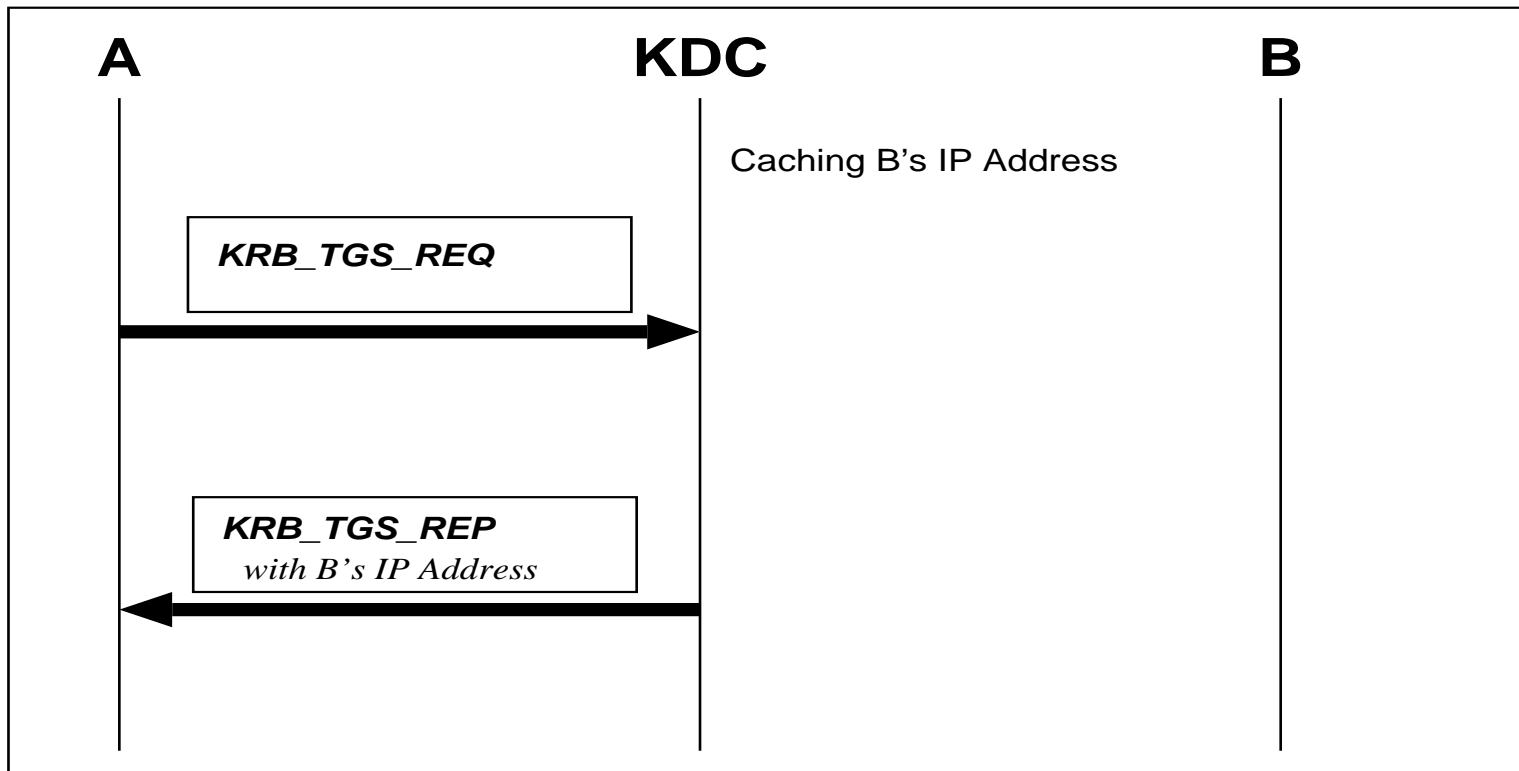 A KDC B
Caching B’s IP Address
KRB_TGS_REQ
KRB_TGS_REP
with B’s IP Address